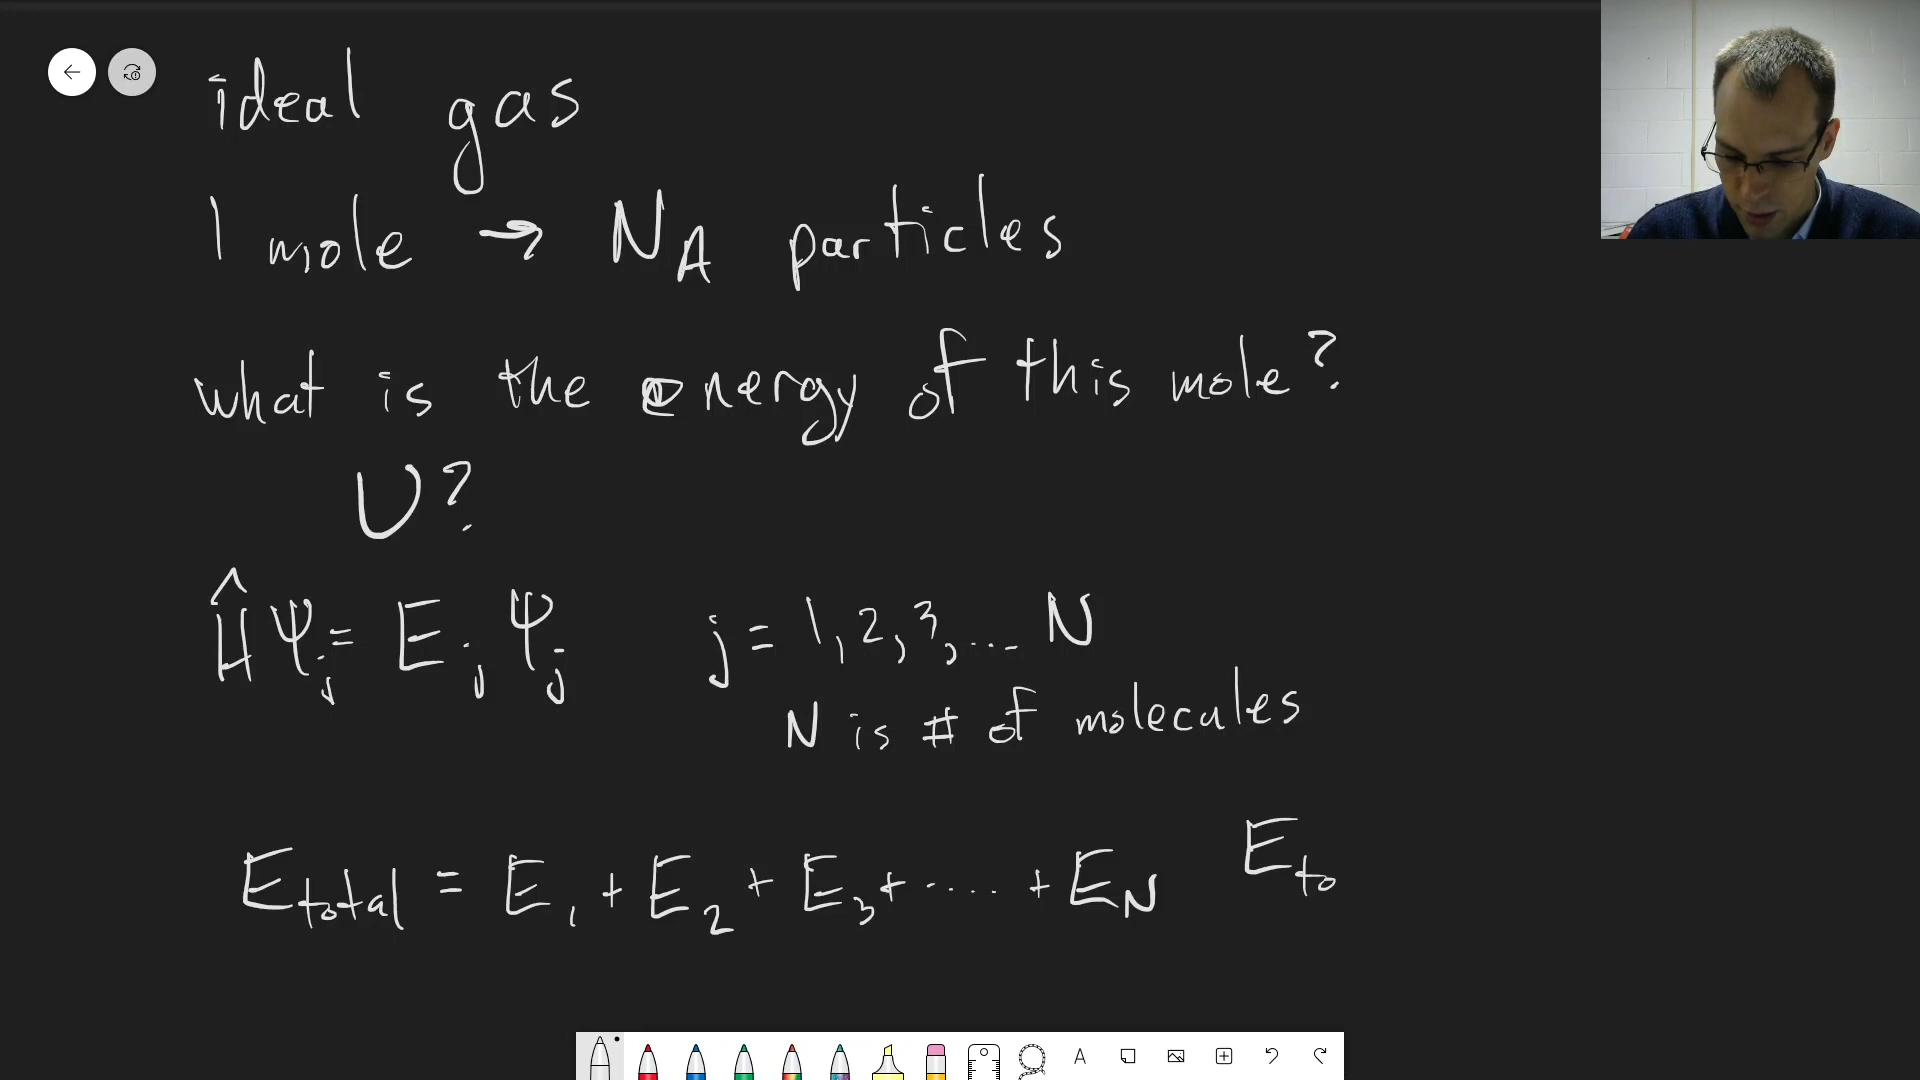 ideal gas
1 mole → N_A particles
what is the energy of this mole?
U?
ĤΨ_j = E_j Ψ_j j = 1, 2, 3, ... N
N is # of molecules
E_total = E_1 + E_2 + E_3 + ..... + E_N E_to
A